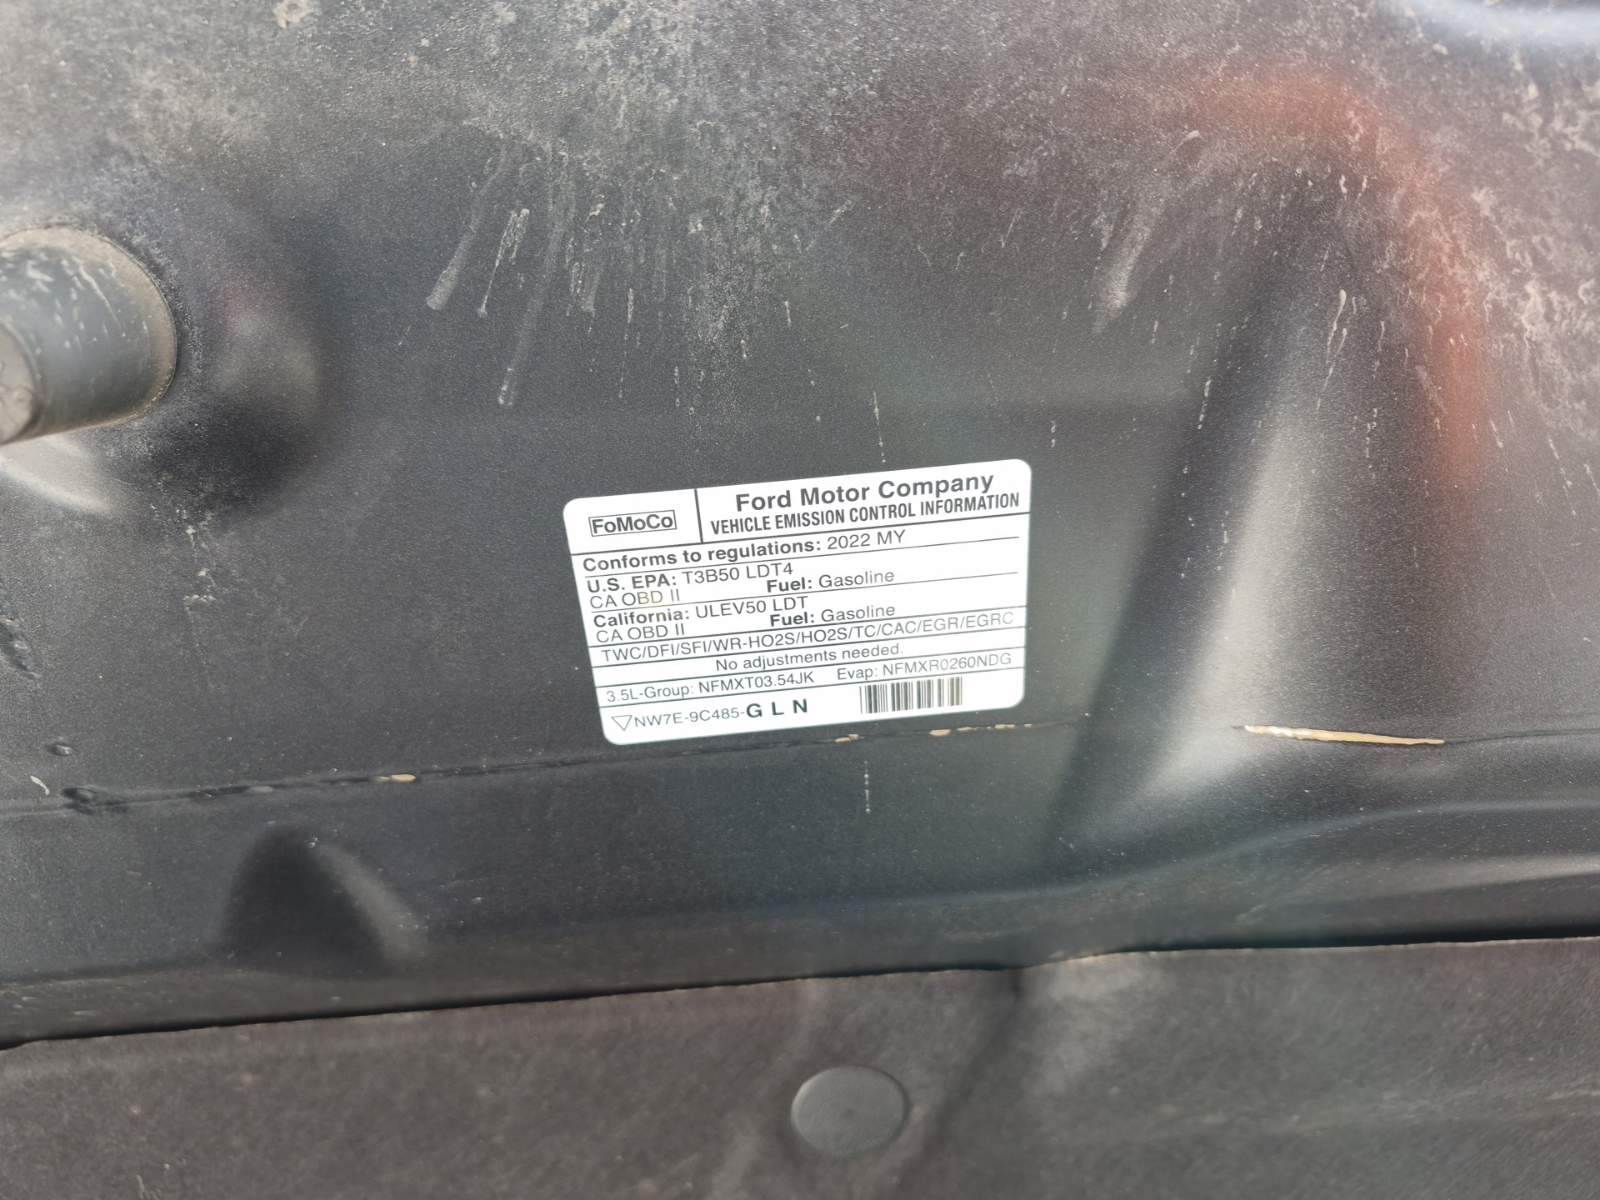 FoMoCo
Ford Motor Company
VEHICLE EMISSION CONTROL INFORMATION
Conforms to regulations: 2022 MY
U.S. EPA: T3B50 LDT4
CA OBD II Fuel: Gasoline
California: ULEV50 LDT
CA OBD II Fuel: Gasoline
TWC/DFI/SFI/WR-HO2S/HO2S/TC/CAC/EGR/EGRC
No adjustments needed.
3.5L-Group: NFMXT03.54JK Evap: NFMXR0260NDG
NW7E-9C485-G L N